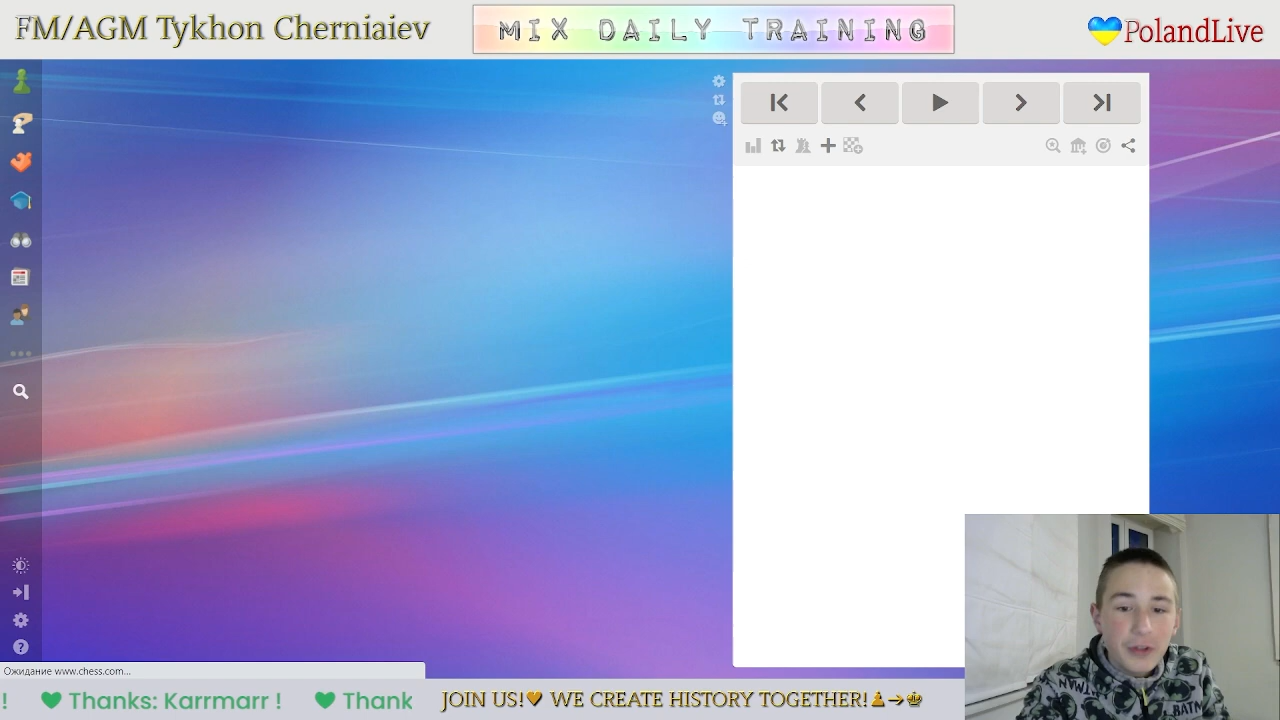 FM/AGM Tykhon Cherniaiev
MIX DAILY TRAINING
PolandLive
Ожидание www.chess.com...
! Thanks: Karrmarr ! Thank
JOIN US! WE CREATE HISTORY TOGETHER!